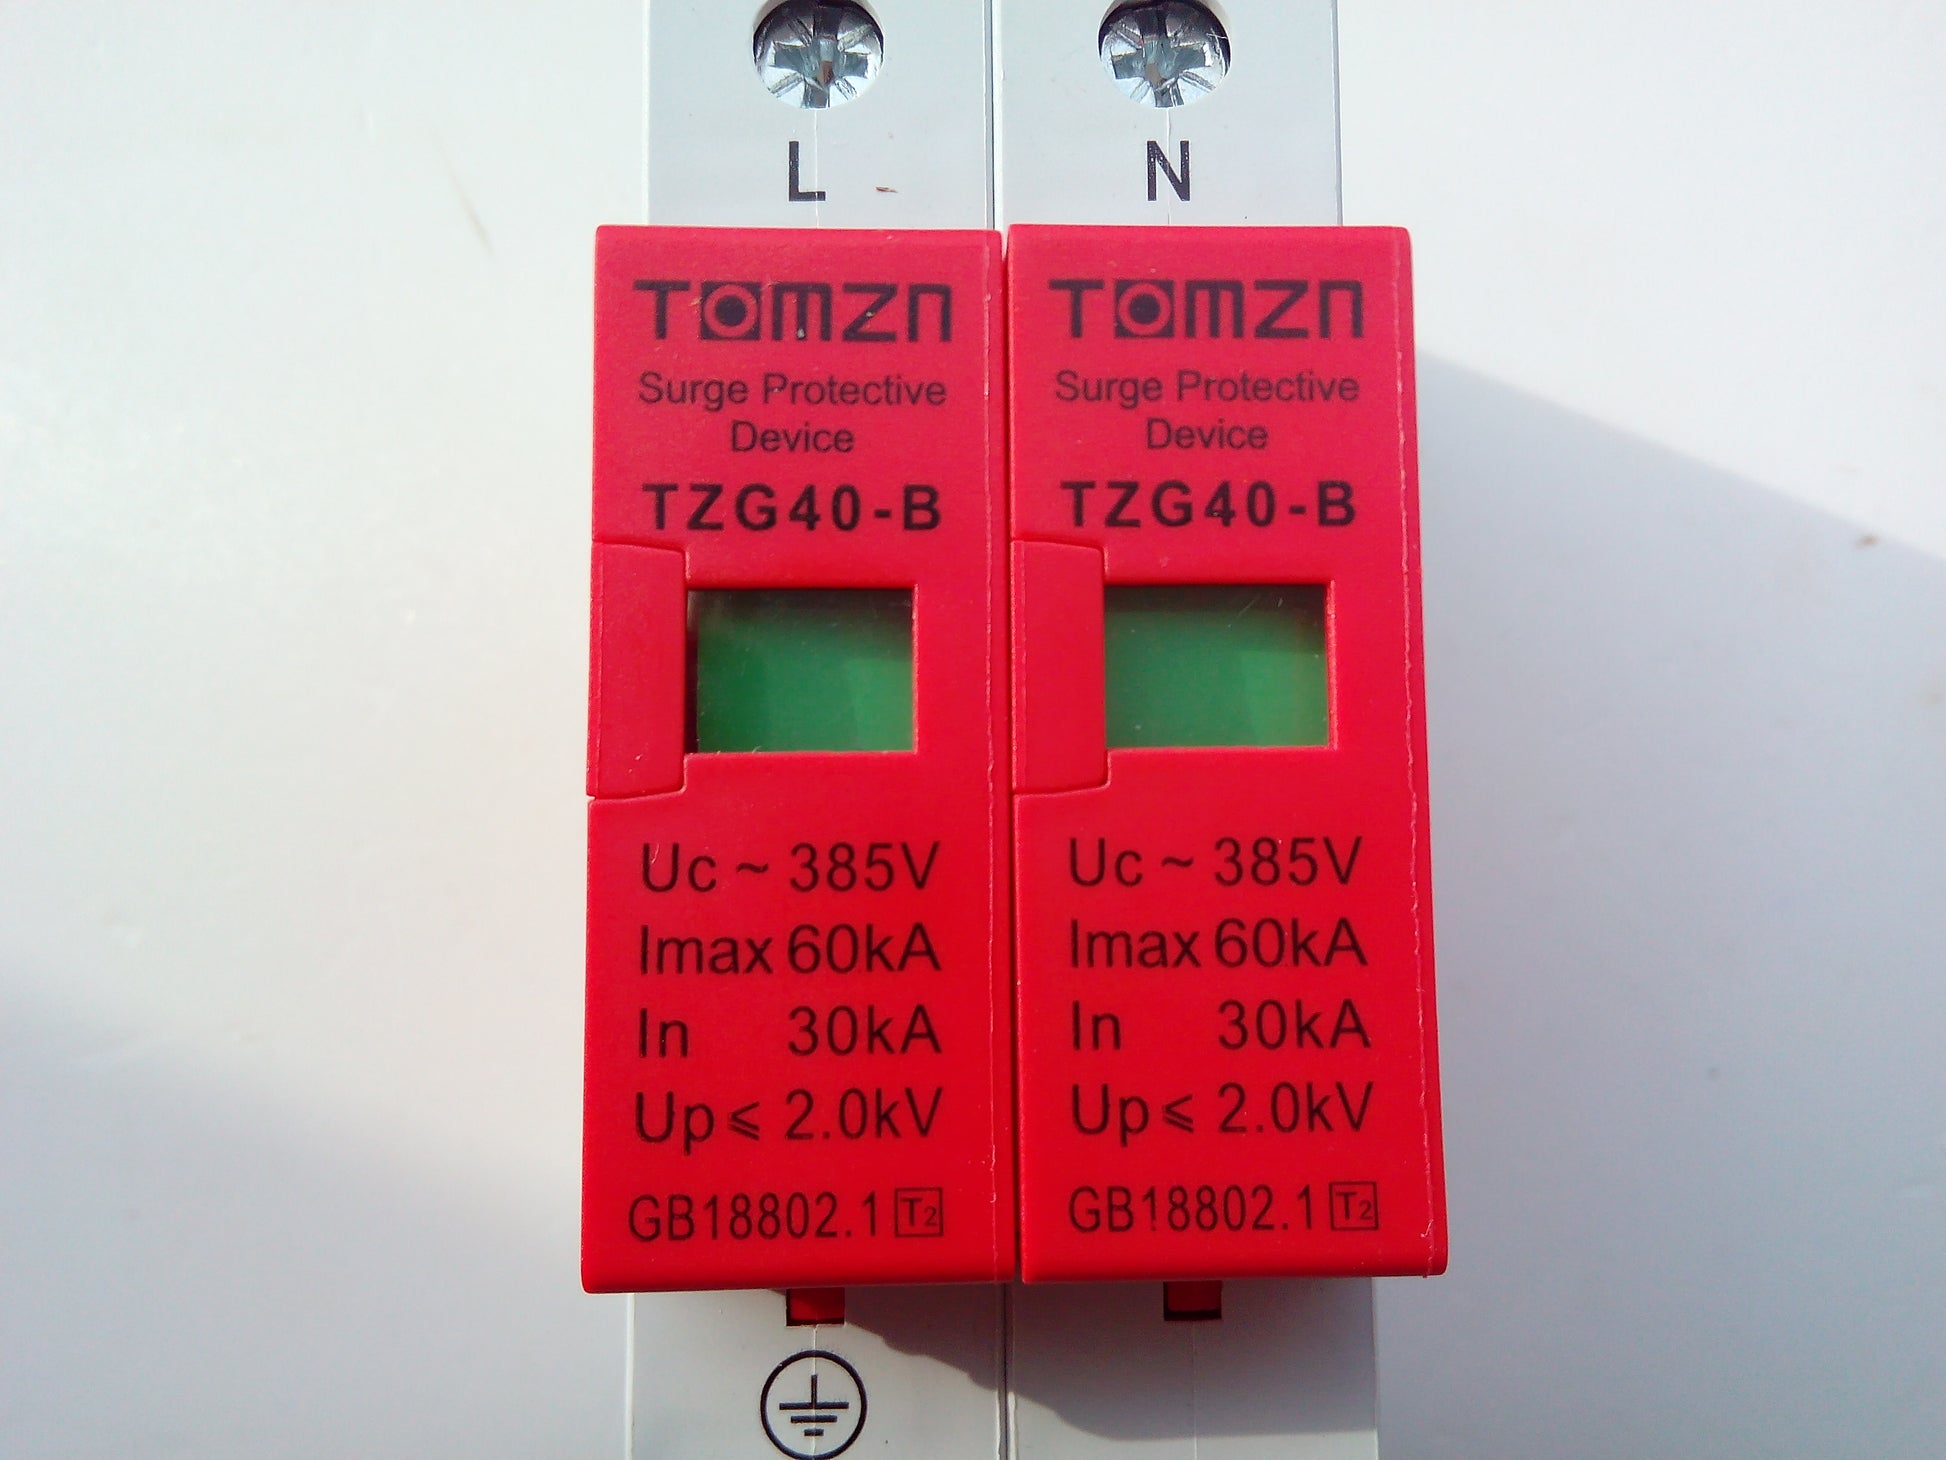 L N
TOMZN
Surge Protective
Device
TZG40-B
Uc ~ 385V
Imax 60kA
In 30kA
Up ⩽ 2.0kV
GB18802.1 T2
TOMZN
Surge Protective
Device
TZG40-B
Uc ~ 385V
Imax 60kA
In 30kA
Up ⩽ 2.0kV
GB18802.1 T2